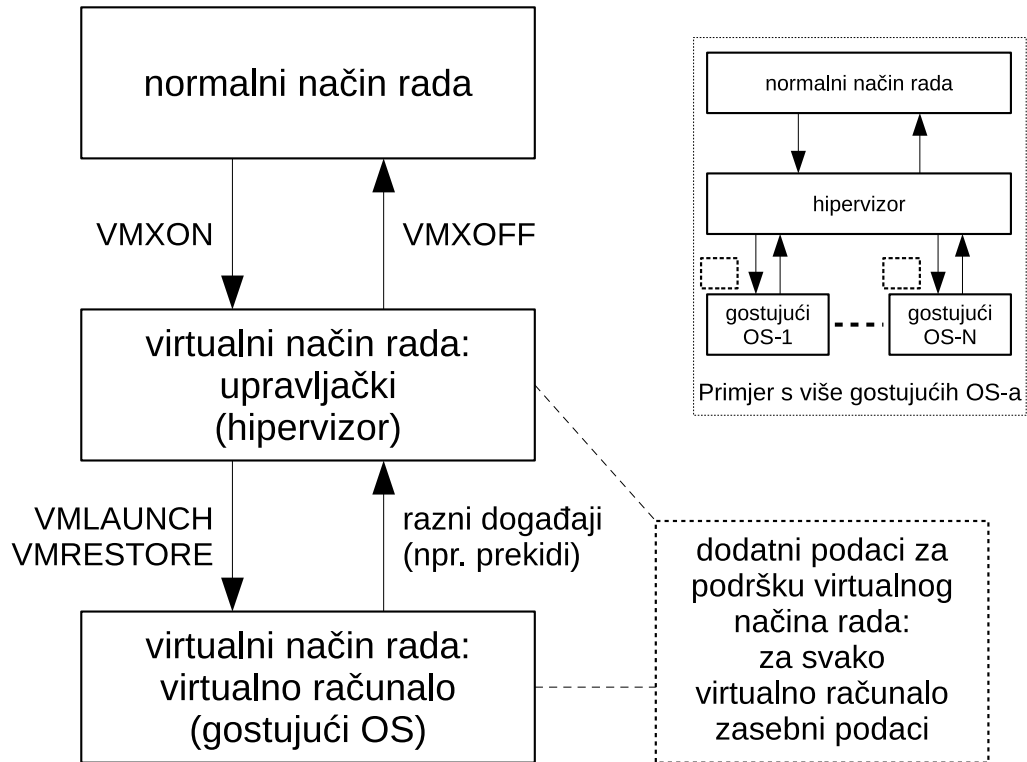 normalni način rada
VMXON
VMXOFF
virtualni način rada:
upravljački
(hipervizor)
VMLAUNCH
VMRESTORE
razni događaji
(npr. prekidi)
virtualni način rada:
virtualno računalo
(gostujući OS)
dodatni podaci za
podršku virtualnog
načina rada:
za svako
virtualno računalo
zasebni podaci
normalni način rada
hipervizor
gostujući
OS-1
gostujući
OS-N
Primjer s više gostujućih OS-a